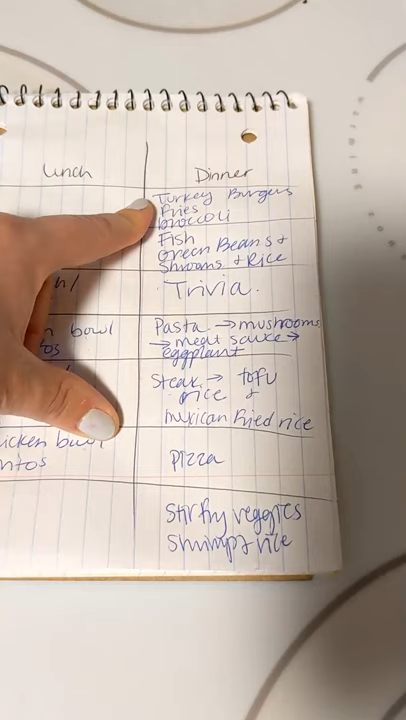 Lunch
Dinner
Turkey Burgers
Fries
broccoli
Fish
Green Beans +
Shrooms + Rice
Trivia.
bowl
Pasta → mushrooms
→ meat sauce →
eggplant
Steak → tofu
rice +
mexican fried rice
icken bowl
pizza
Stir fry veggies
Shrimp + rice